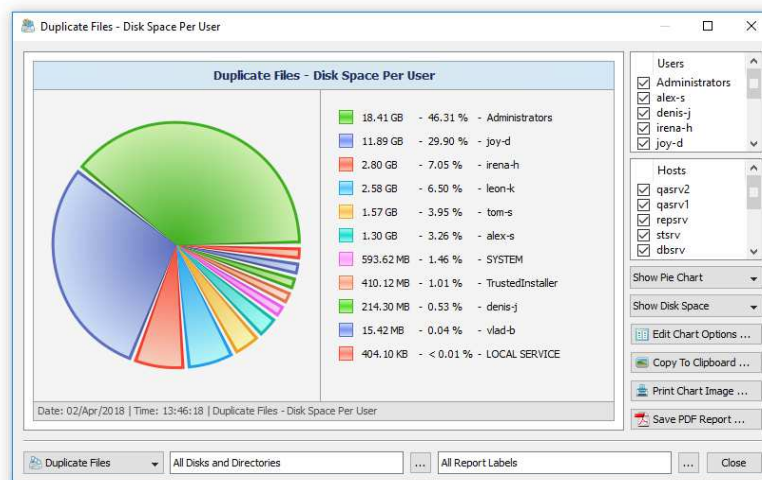 Duplicate Files - Disk Space Per User
Duplicate Files - Disk Space Per User
18.41 GB - 46.31 % - Administrators
11.89 GB - 29.90 % - joy-d
2.80 GB - 7.05 % - irena-h
2.58 GB - 6.50 % - leon-k
1.57 GB - 3.95 % - tom-s
1.30 GB - 3.26 % - alex-s
593.62 MB - 1.46 % - SYSTEM
410.12 MB - 1.01 % - TrustedInstaller
214.30 MB - 0.53 % - denis-j
15.42 MB - 0.04 % - vlad-b
404.10 KB - < 0.01 % - LOCAL SERVICE
Date: 02/Apr/2018 | Time: 13:46:18 | Duplicate Files - Disk Space Per User
Users
Administrators
alex-s
denis-j
irena-h
joy-d
Hosts
qasrv2
qasrv1
repsrv
stsrv
dbsrv
Show Pie Chart
Show Disk Space
Edit Chart Options ...
Copy To Clipboard ...
Print Chart Image ...
Save PDF Report ...
Duplicate Files
All Disks and Directories
...
All Report Labels
...
Close